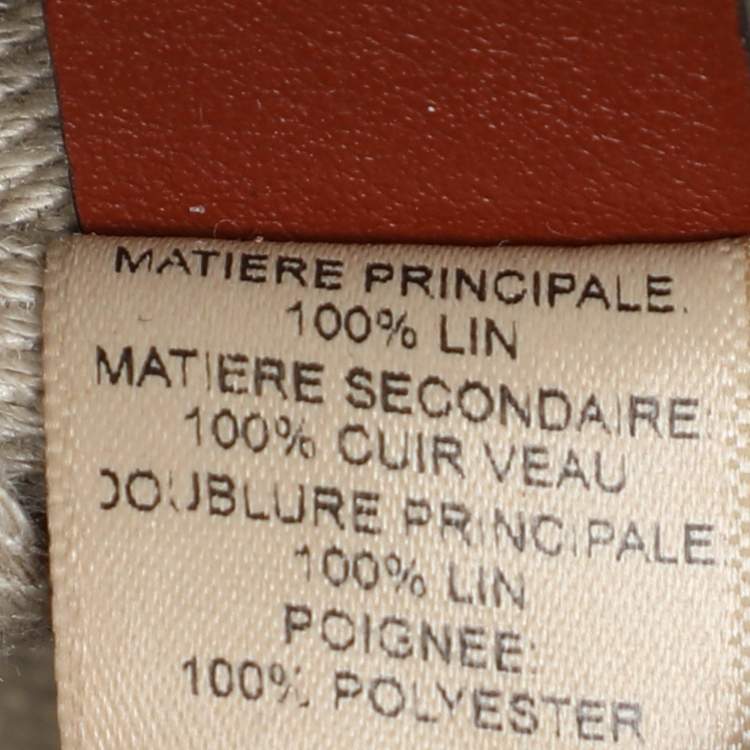 MATIERE PRINCIPALE:
100% LIN
MATIERE SECONDAIRE:
100% CUIR VEAU
DOUBLURE PRINCIPALE:
100% LIN
POIGNEE:
100% POLYESTER